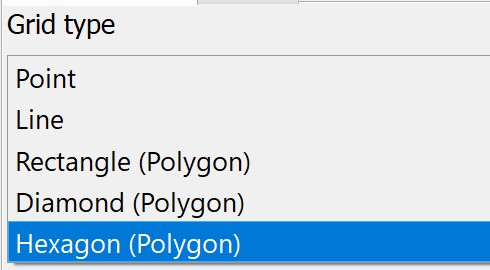 Grid type
Point
Line
Rectangle (Polygon)
Diamond (Polygon)
Hexagon (Polygon)